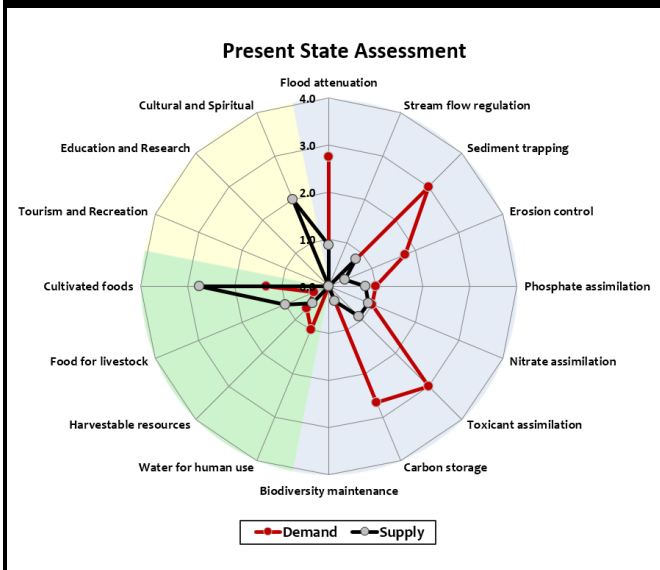 Present State Assessment
Flood attenuation
4.0
Cultural and Spiritual
Stream flow regulation
3.0
Education and Research
Sediment trapping
2.0
Tourism and Recreation
Erosion control
1.0
Cultivated foods
0.0
Phosphate assimilation
Food for livestock
Nitrate assimilation
Harvestable resources
Toxicant assimilation
Water for human use
Carbon storage
Biodiversity maintenance
Demand
Supply